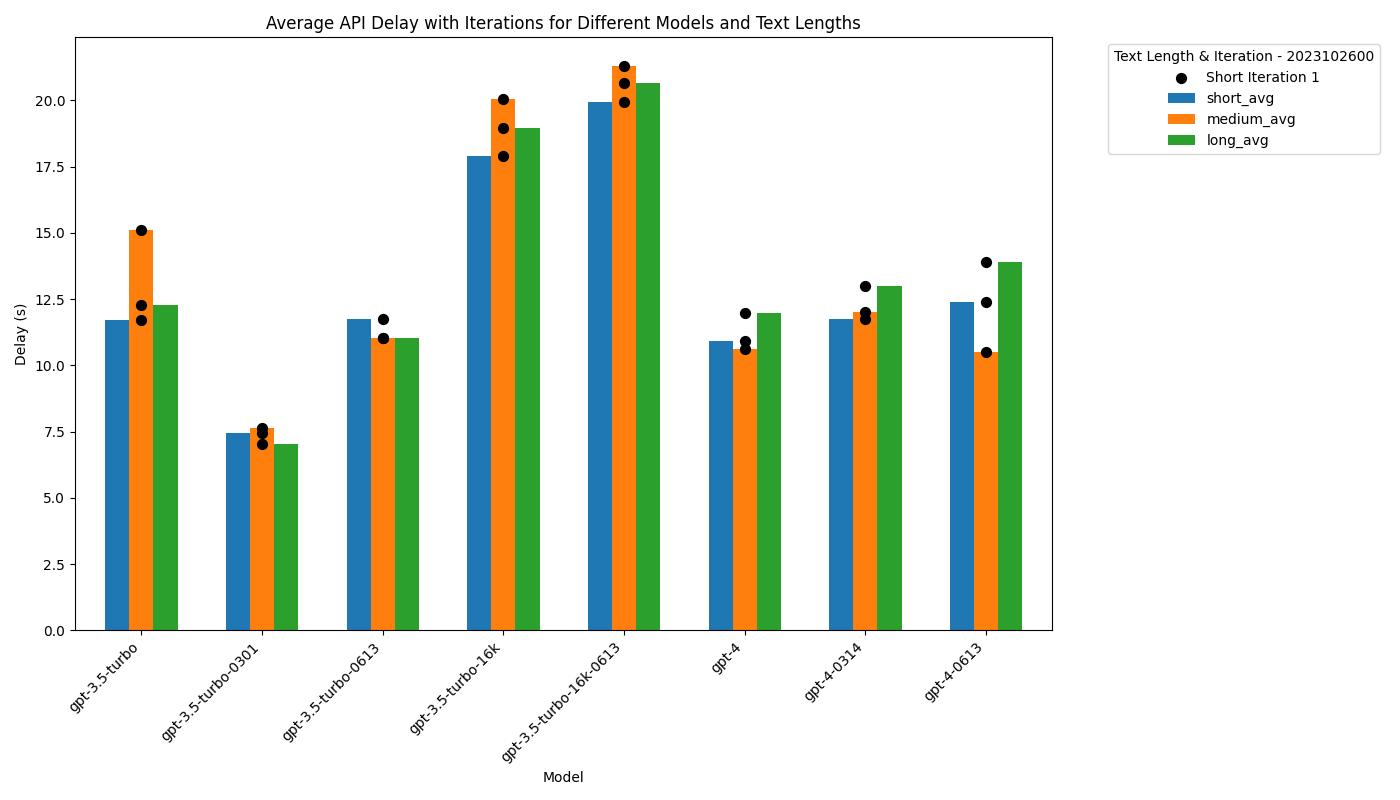 Average API Delay with Iterations for Different Models and Text Lengths
Text Length & Iteration - 2023102600
Short Iteration 1
short_avg
medium_avg
long_avg
Delay (s)
20.0
17.5
15.0
12.5
10.0
7.5
5.0
2.5
0.0
gpt-3.5-turbo
gpt-3.5-turbo-0301
gpt-3.5-turbo-0613
gpt-3.5-turbo-16k
gpt-3.5-turbo-16k-0613
gpt-4
gpt-4-0314
gpt-4-0613
Model